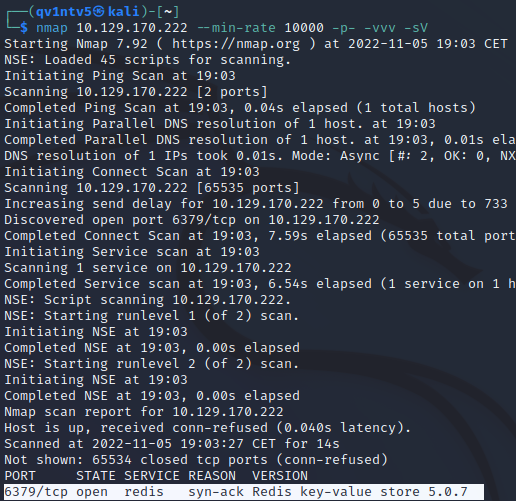 ┌──(qv1ntv5㉿kali)-[~]
└─$ nmap 10.129.170.222 --min-rate 10000 -p- -vvv -sV
Starting Nmap 7.92 ( https://nmap.org ) at 2022-11-05 19:03 CET
NSE: Loaded 45 scripts for scanning.
Initiating Ping Scan at 19:03
Scanning 10.129.170.222 [2 ports]
Completed Ping Scan at 19:03, 0.04s elapsed (1 total hosts)
Initiating Parallel DNS resolution of 1 host. at 19:03
Completed Parallel DNS resolution of 1 host. at 19:03, 0.01s ela
DNS resolution of 1 IPs took 0.01s. Mode: Async [#: 2, OK: 0, NX
Initiating Connect Scan at 19:03
Scanning 10.129.170.222 [65535 ports]
Increasing send delay for 10.129.170.222 from 0 to 5 due to 733
Discovered open port 6379/tcp on 10.129.170.222
Completed Connect Scan at 19:03, 7.59s elapsed (65535 total port
Initiating Service scan at 19:03
Scanning 1 service on 10.129.170.222
Completed Service scan at 19:03, 6.54s elapsed (1 service on 1 h
NSE: Script scanning 10.129.170.222.
NSE: Starting runlevel 1 (of 2) scan.
Initiating NSE at 19:03
Completed NSE at 19:03, 0.00s elapsed
NSE: Starting runlevel 2 (of 2) scan.
Initiating NSE at 19:03
Completed NSE at 19:03, 0.00s elapsed
Nmap scan report for 10.129.170.222
Host is up, received conn-refused (0.040s latency).
Scanned at 2022-11-05 19:03:27 CET for 14s
Not shown: 65534 closed tcp ports (conn-refused)
PORT     STATE SERVICE REASON  VERSION
6379/tcp open  redis   syn-ack Redis key-value store 5.0.7